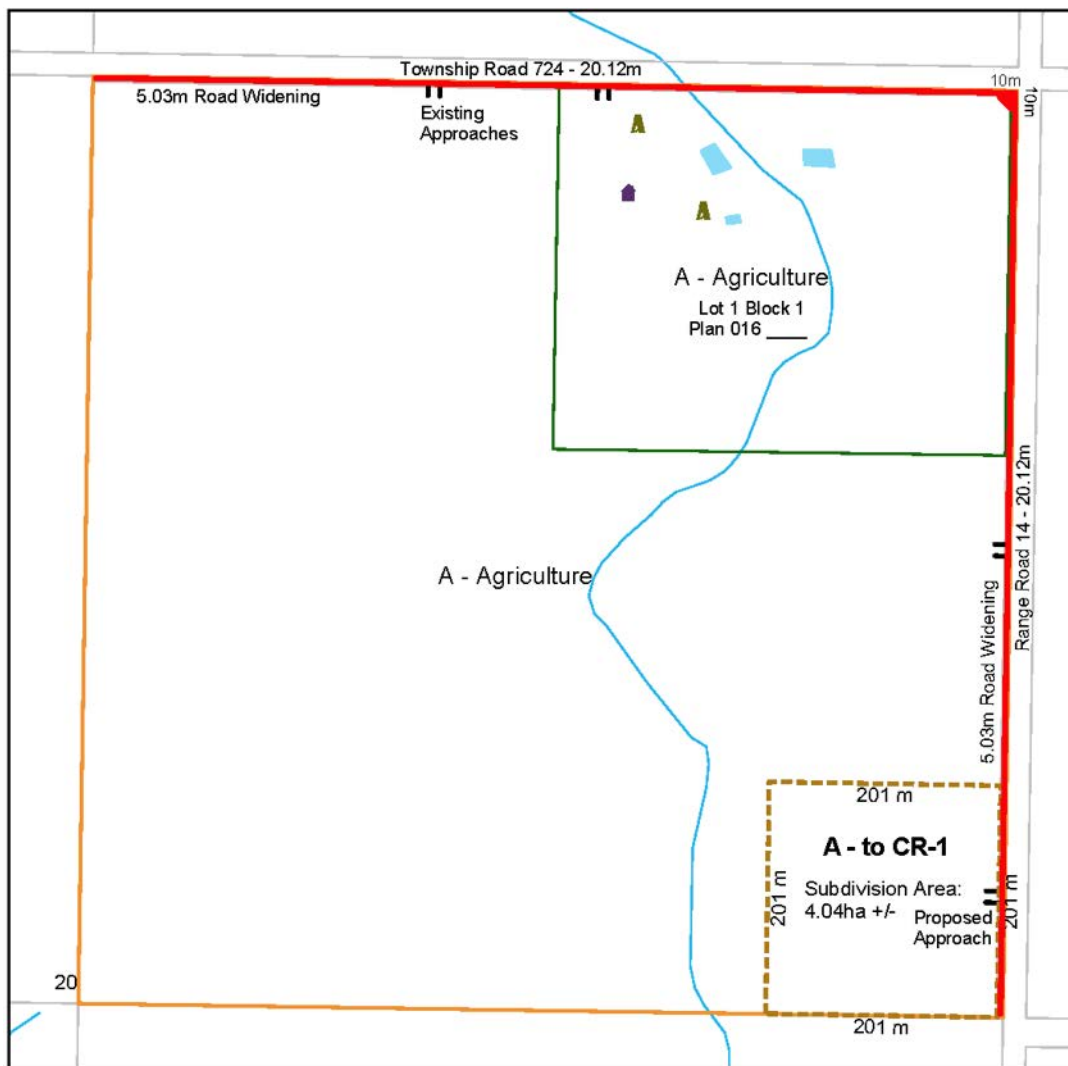 Township Road 724 - 20.12m
10m
10m
5.03m Road Widening
Existing
Approaches
A - Agriculture
Lot 1 Block 1
Plan 016 ____
Range Road 14 - 20.12m
A - Agriculture
5.03m Road Widening
201 m
A - to CR-1
Subdivision Area:
4.04ha +/-
201 m
201 m
Proposed
Approach
20
201 m